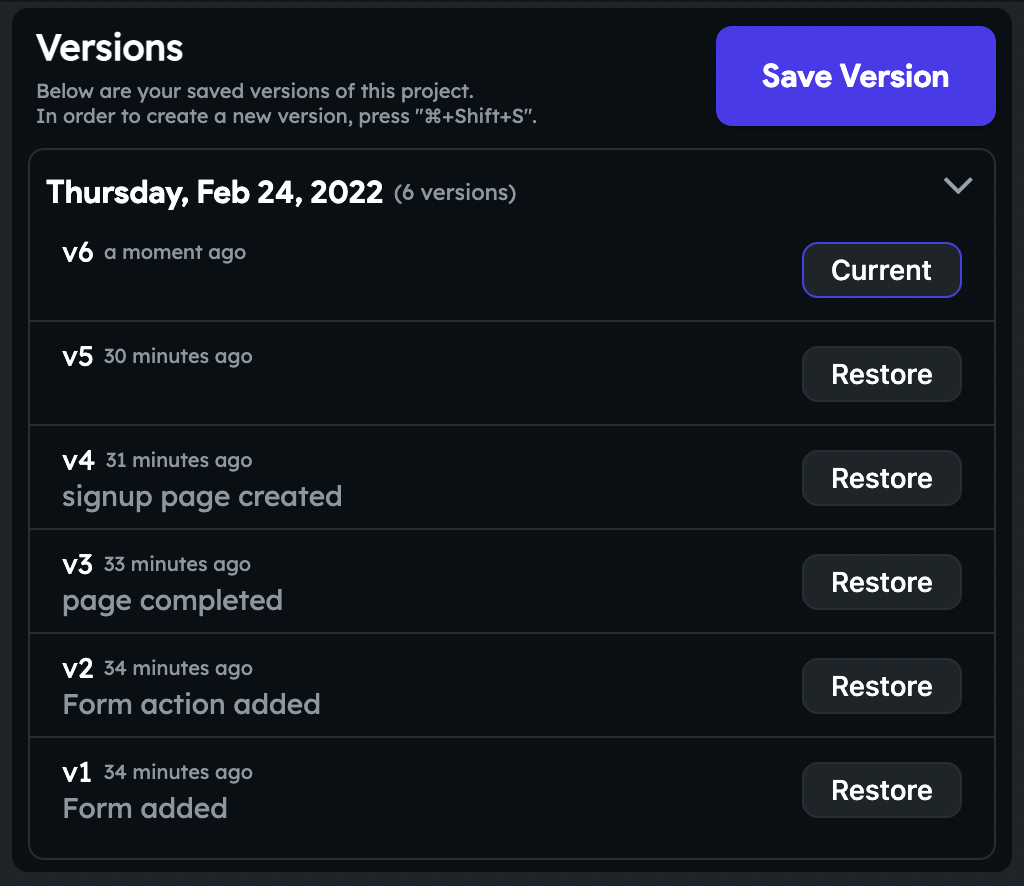 Versions
Save Version
Below are your saved versions of this project.
In order to create a new version, press "⌘+Shift+S".
Thursday, Feb 24, 2022 (6 versions)
v6 a moment ago
Current
v5 30 minutes ago
Restore
v4 31 minutes ago
signup page created
Restore
v3 33 minutes ago
page completed
Restore
v2 34 minutes ago
Form action added
Restore
v1 34 minutes ago
Form added
Restore